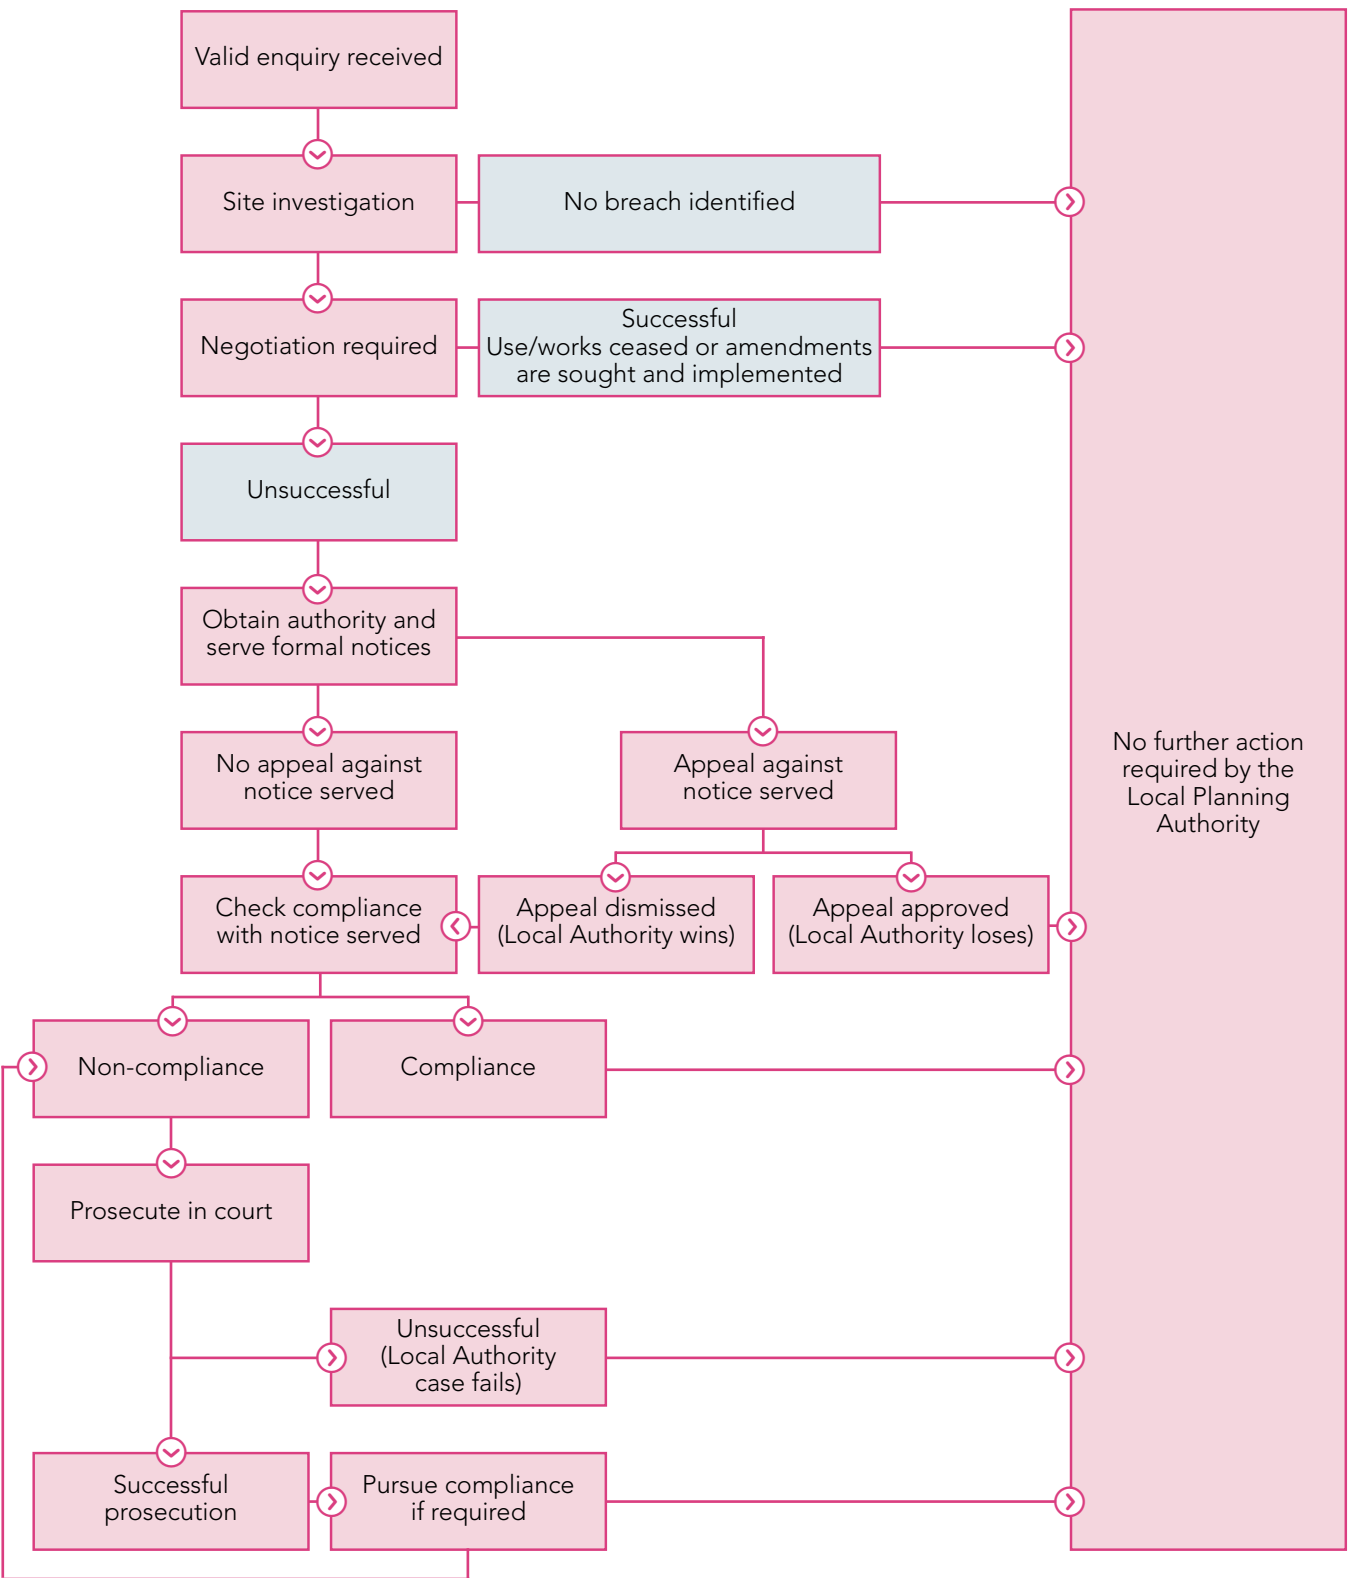 Valid enquiry received
Site investigation
No breach identified
Negotiation required
Successful
Use/works ceased or amendments
are sought and implemented
Unsuccessful
Obtain authority and
serve formal notices
No appeal against
notice served
Appeal against
notice served
No further action
required by the
Local Planning
Authority
Check compliance
with notice served
Appeal dismissed
(Local Authority wins)
Appeal approved
(Local Authority loses)
Non-compliance
Compliance
Prosecute in court
Unsuccessful
(Local Authority
case fails)
Successful
prosecution
Pursue compliance
if required